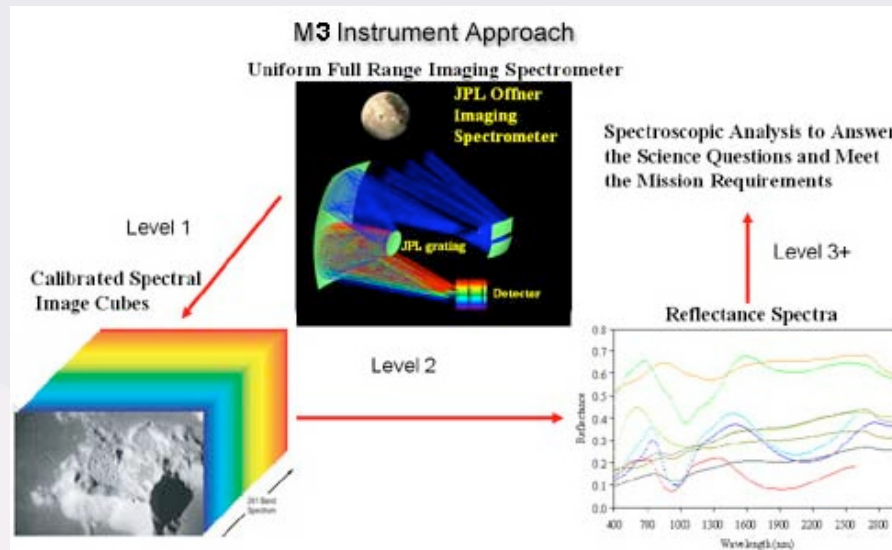 M3 Instrument Approach
Uniform Full Range Imaging Spectrometer
JPL Offner
Imaging
Spectrometer
JPL grating
Detector
Level 1
Calibrated Spectral
Image Cubes
261 Band
Spectrum
Level 2
Spectroscopic Analysis to Answer
the Science Questions and Meet
the Mission Requirements
Level 3+
Reflectance Spectra
Reflectance
0.8
0.7
0.6
0.5
0.4
0.3
0.2
0.1
0.0
400 700 1000 1300 1600 1900 2200 2500 2800
Wavelength (nm)